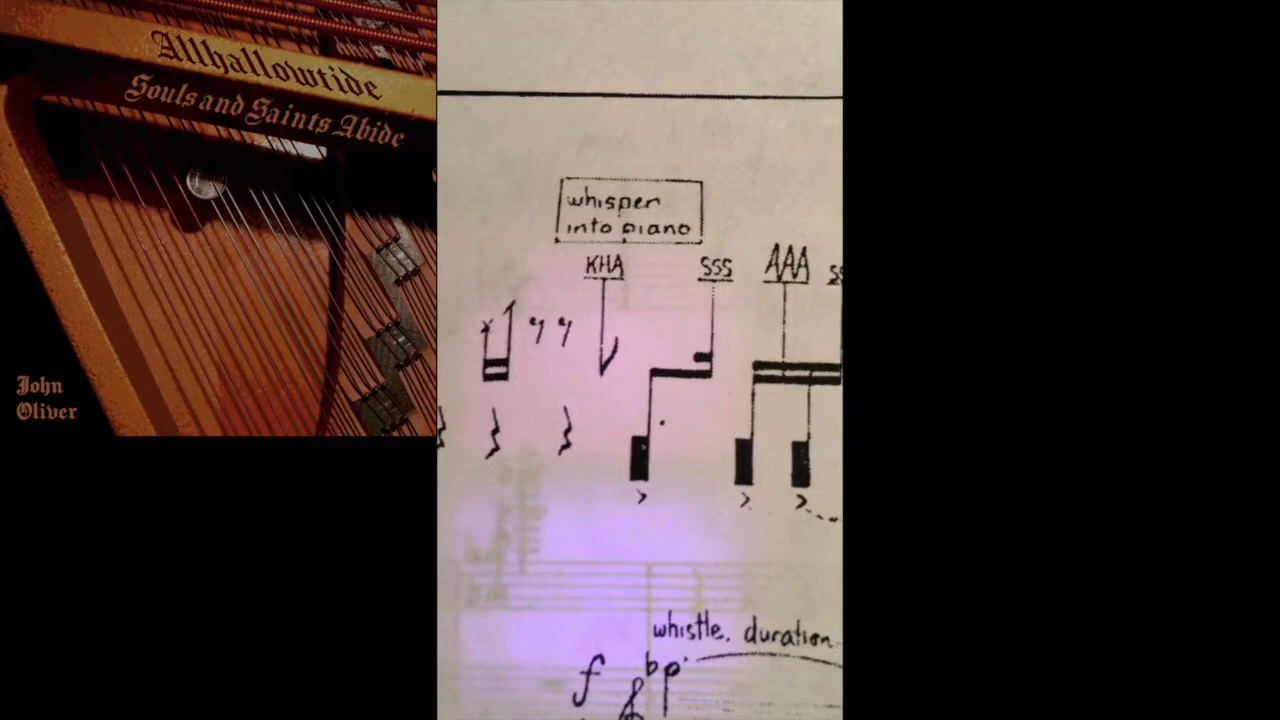 Allhallowtide
Souls and Saints Abide
John
Oliver
whisper
into piano
KHA
SSS
AAA
whistle. duration
f